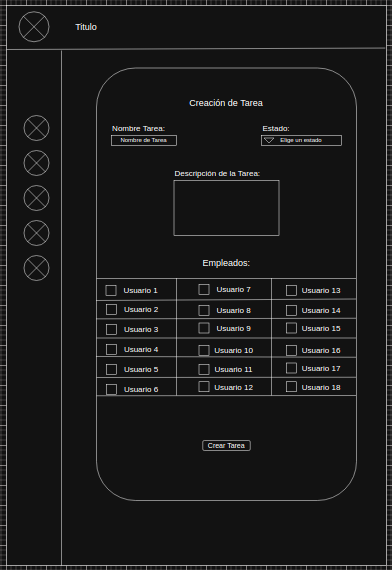 Titulo
Creación de Tarea
Nombre Tarea: Estado:
Nombre de Tarea Elige un estado
Descripción de la Tarea:
Empleados:
Usuario 1 Usuario 7 Usuario 13
Usuario 2 Usuario 8 Usuario 14
Usuario 3 Usuario 9 Usuario 15
Usuario 4 Usuario 10 Usuario 16
Usuario 5 Usuario 11 Usuario 17
Usuario 6 Usuario 12 Usuario 18
Crear Tarea